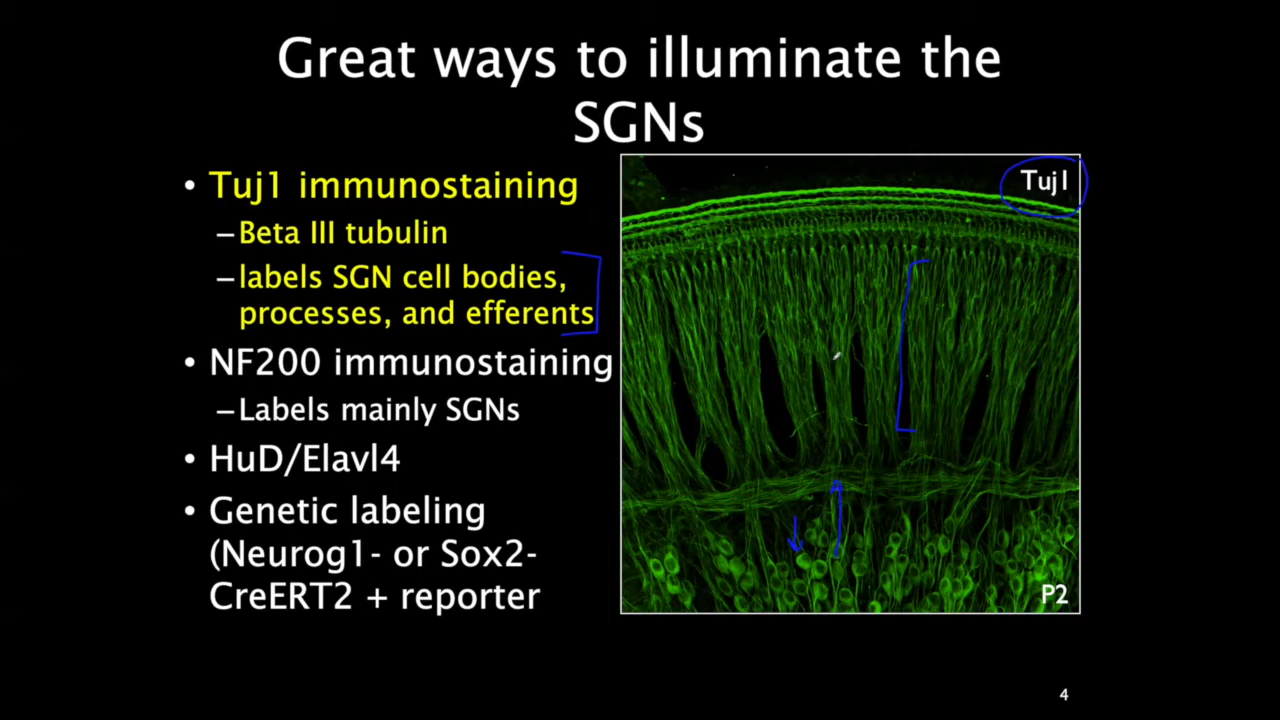 Great ways to illuminate the
SGNs
• Tuj1 immunostaining
–Beta III tubulin
–labels SGN cell bodies,
processes, and efferents
• NF200 immunostaining
–Labels mainly SGNs
• HuD/Elavl4
• Genetic labeling
(Neurog1- or Sox2-
CreERT2 + reporter
Tuj1
P2
4